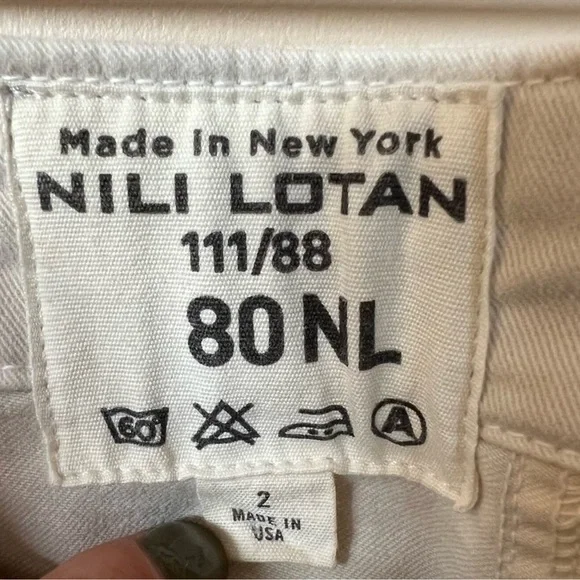 Made in New York
NILI LOTAN
111/88
80 NL
60°
A
2
MADE IN
USA